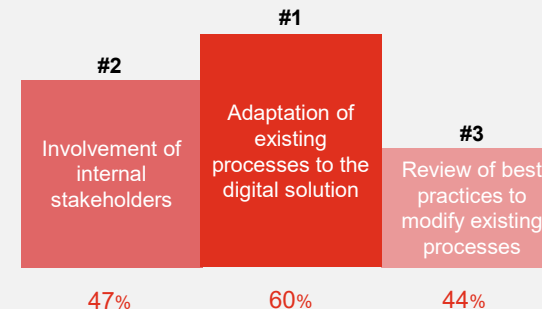 #1
#2
Adaptation of
existing
processes to the
digital solution
#3
Involvement of
internal
stakeholders
Review of best
practices to
modify existing
processes
47%
60%
44%